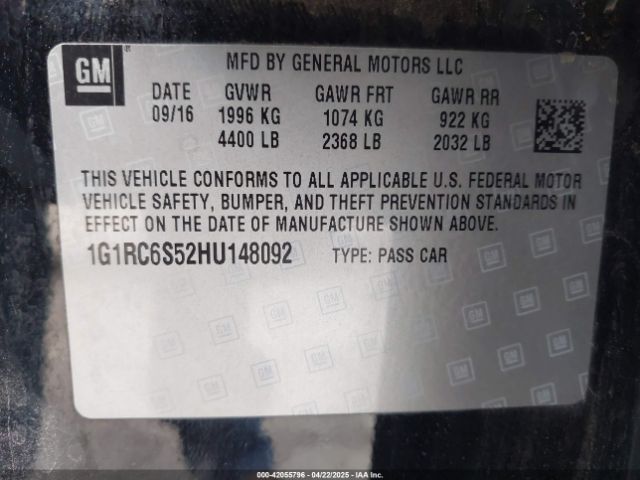 GM
MFD BY GENERAL MOTORS LLC
DATE GVWR GAWR FRT GAWR RR
09/16 1996 KG 1074 KG 922 KG
4400 LB 2368 LB 2032 LB
THIS VEHICLE CONFORMS TO ALL APPLICABLE U.S. FEDERAL MOTOR
VEHICLE SAFETY, BUMPER, AND THEFT PREVENTION STANDARDS IN
EFFECT ON THE DATE OF MANUFACTURE SHOWN ABOVE.
1G1RC6S52HU148092 TYPE: PASS CAR
000-42055796 - 04/22/2025 - IAAI.COM